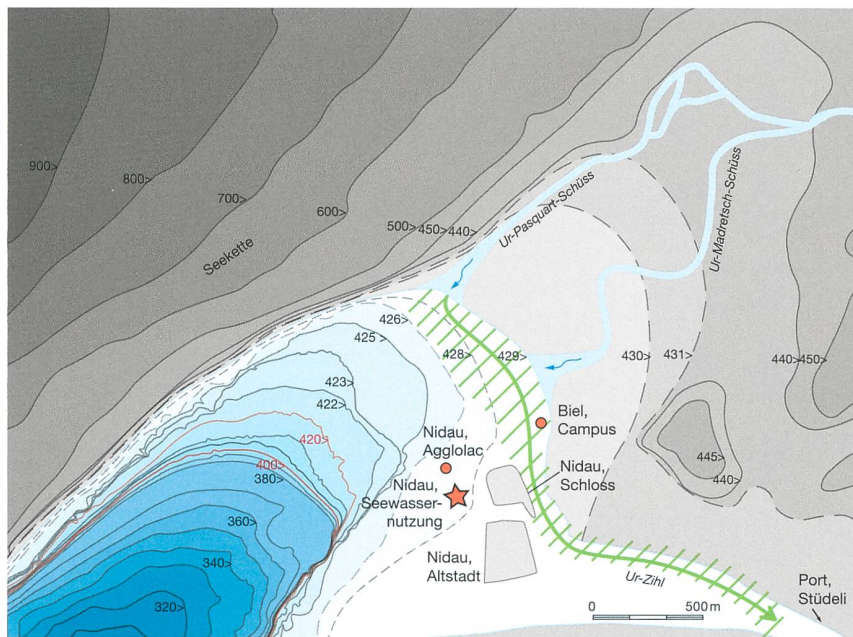 900>
800>
700>
600>
500>
450>
440>
Seekette
Ur-Pasquart-Schüss
Ur-Madretsch-Schüss
426>
425 >
428>
429>
430>
431>
440>
450>
423>
422>
420>
400>
380>
360>
340>
320>
Nidau,
Agglolac
Biel,
Campus
Nidau,
Seewasser-
nutzung
Nidau,
Schloss
445>
440>
Nidau,
Altstadt
Ur-Zihl
0 500 m
Port,
Stüdeli